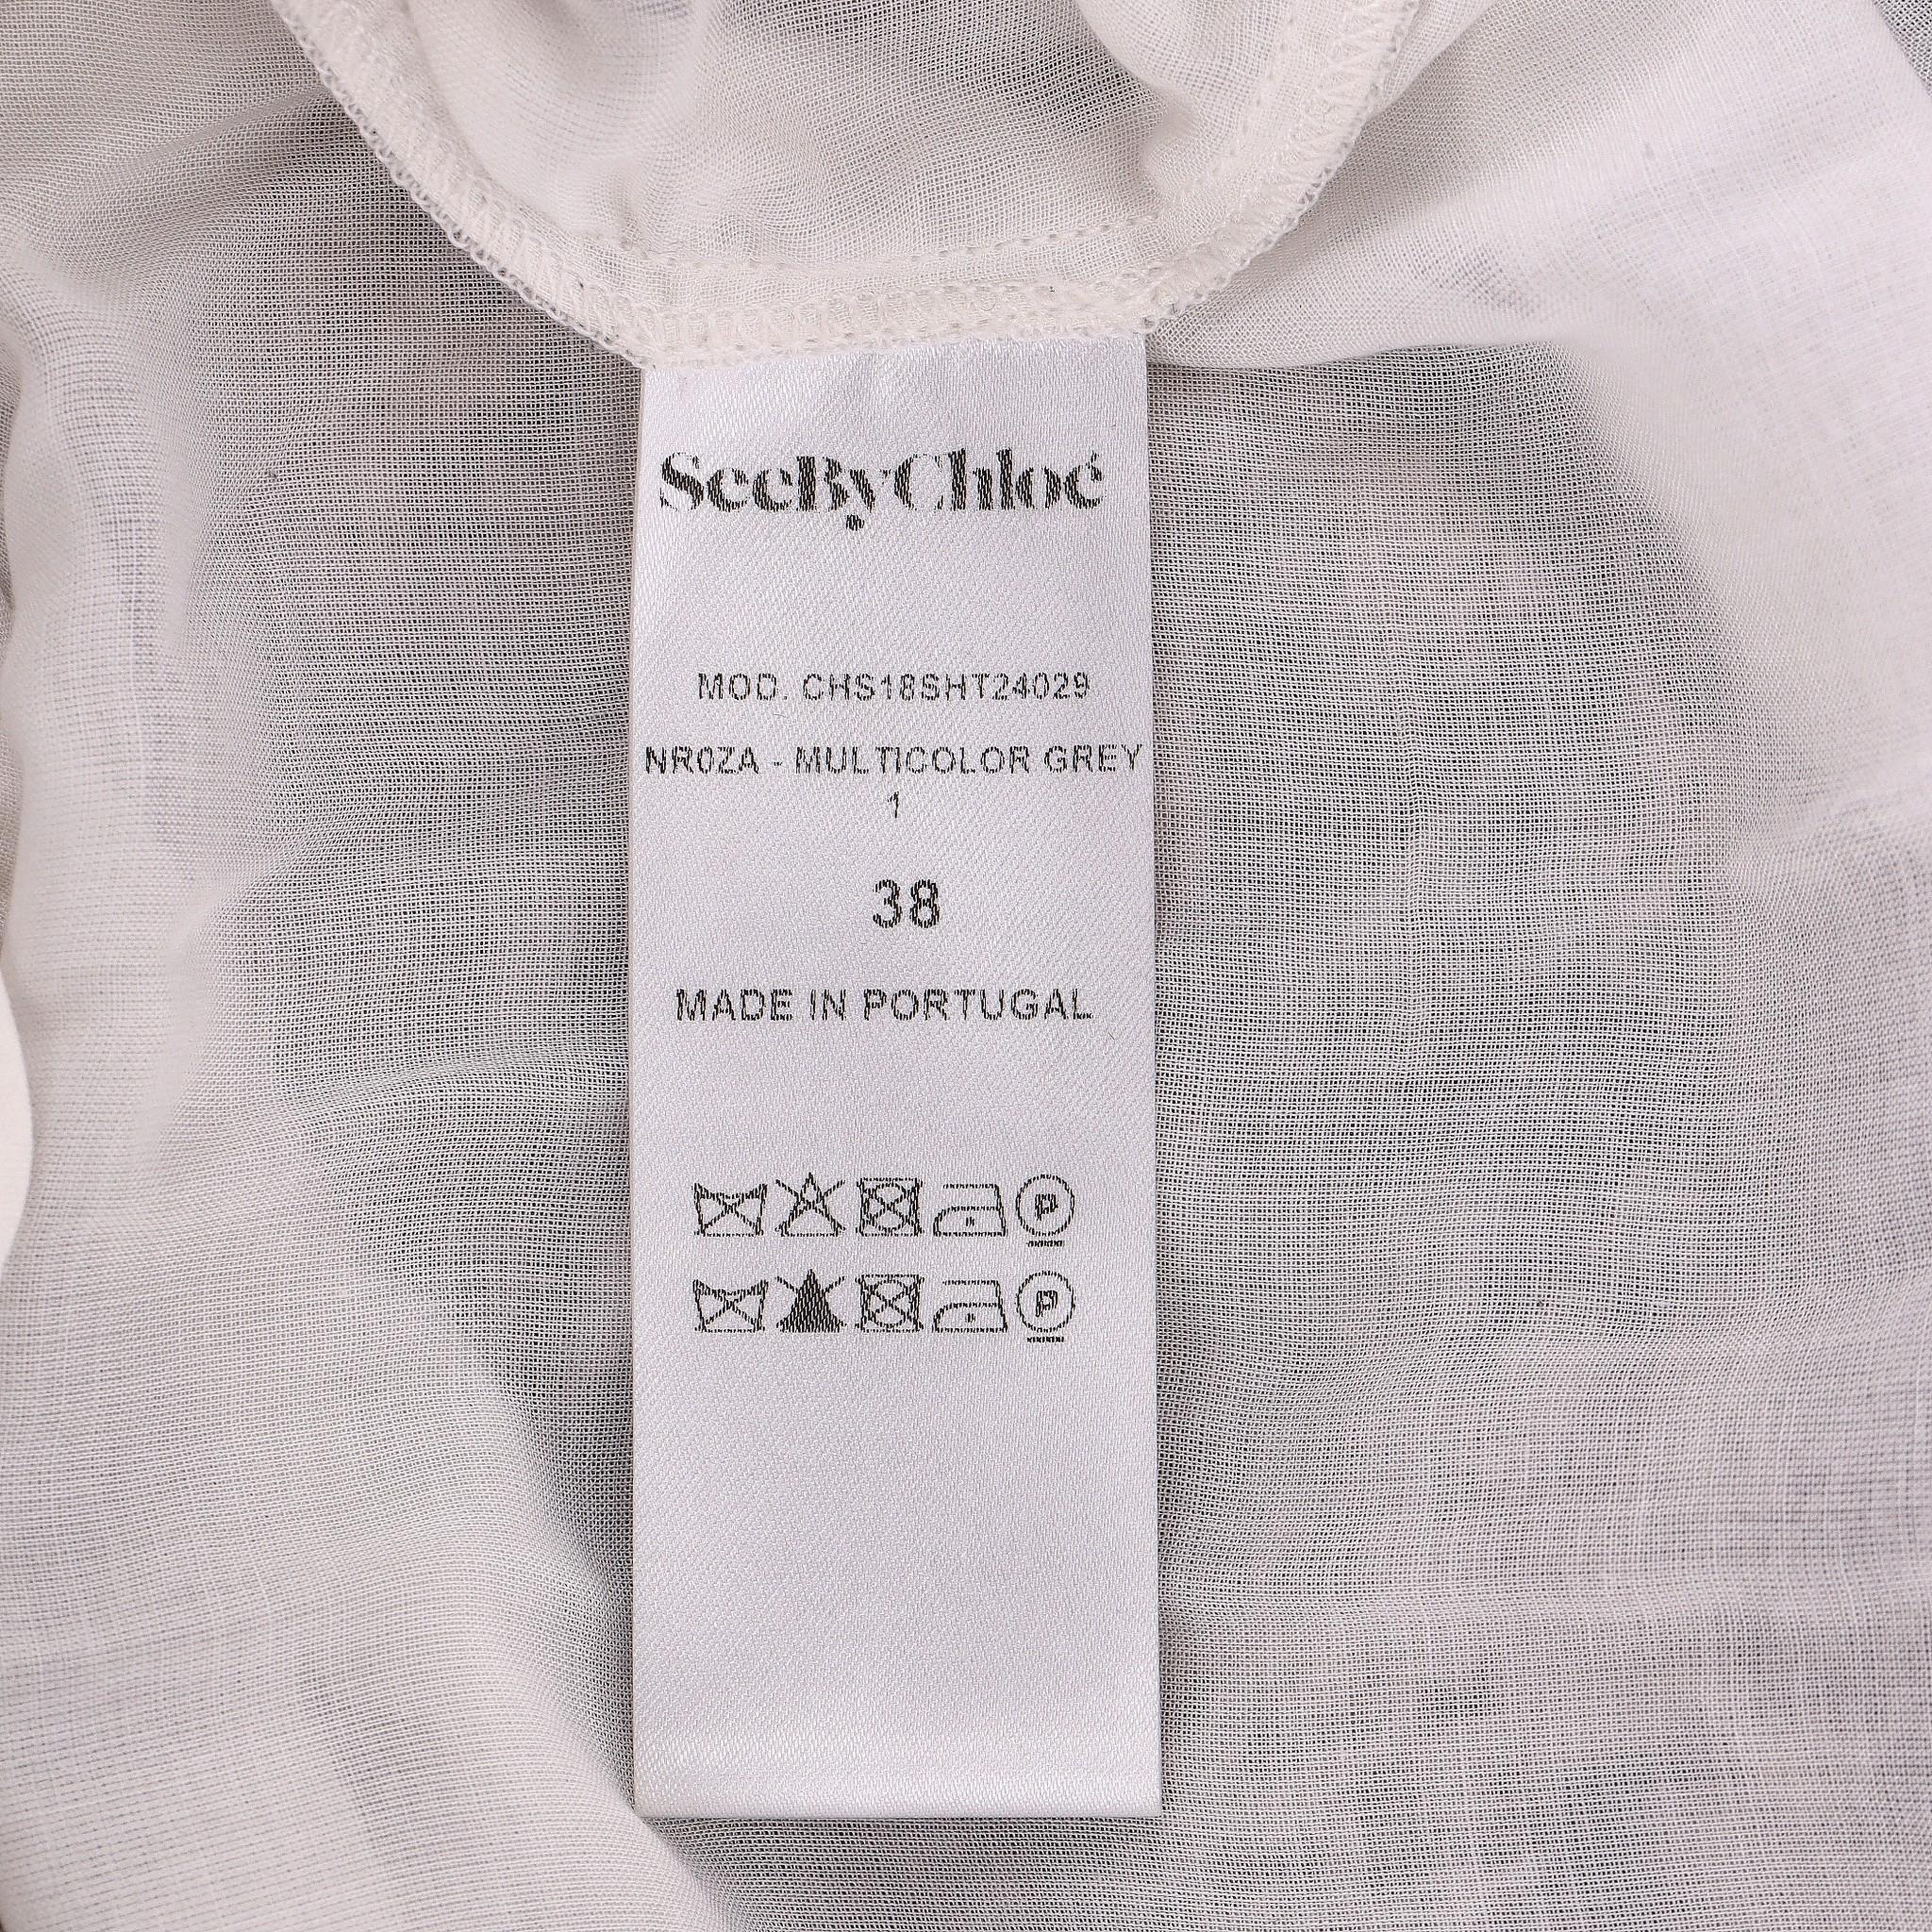 SeeByChloé
MOD. CHS18SHT24029
NR0ZA - MULTICOLOR GREY
1
38
MADE IN PORTUGAL
P
P